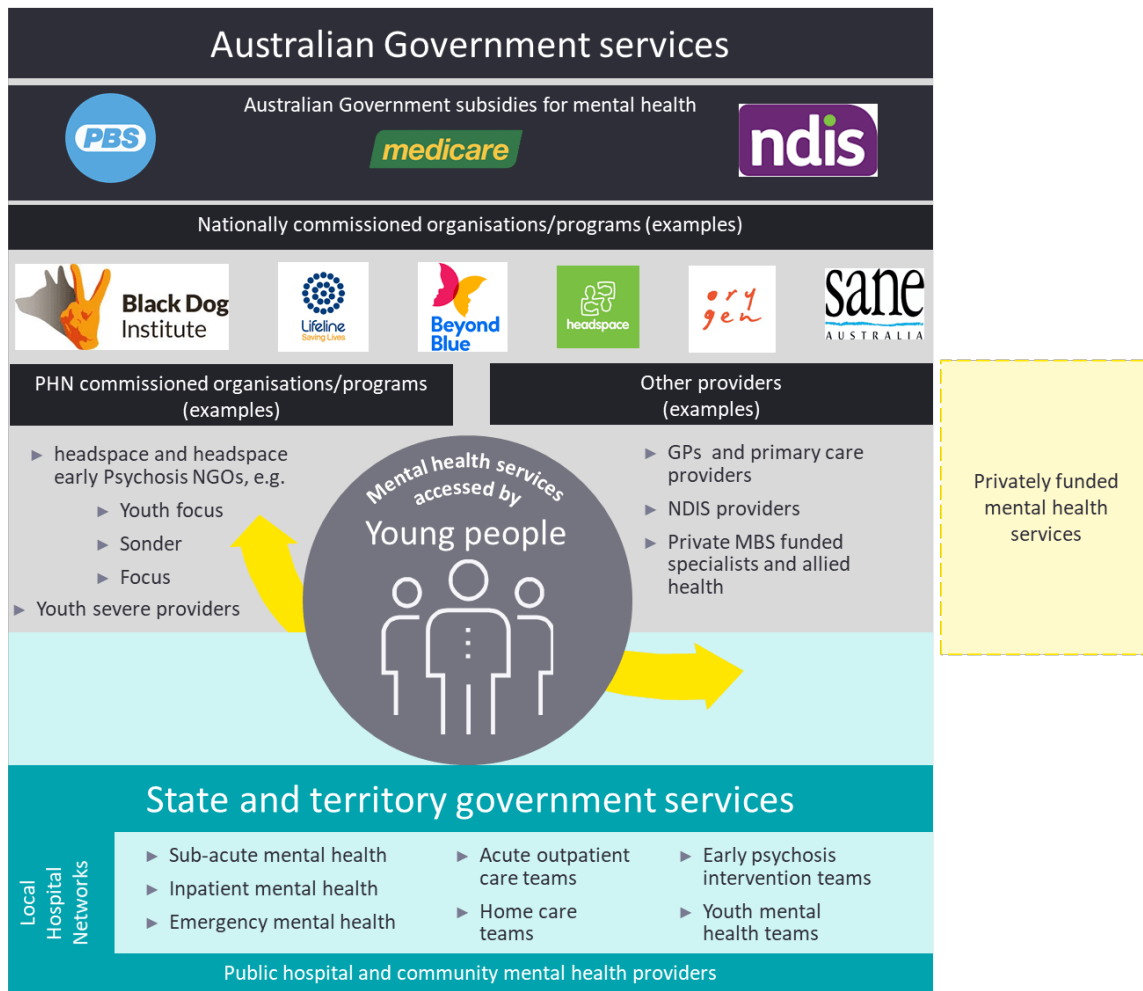 Australian Government services
Australian Government subsidies for mental health
PBS
medicare
ndis
Nationally commissioned organisations/programs (examples)
Black Dog
Institute
Lifeline
Saving Lives
Beyond
Blue
headspace
ory
gen
sane
AUSTRALIA
PHN commissioned organisations/programs
(examples)
► headspace and headspace
early Psychosis NGOs, e.g.
► Youth focus
► Sonder
► Focus
► Youth severe providers
Other providers
(examples)
► GPs and primary care
providers
► NDIS providers
► Private MBS funded
specialists and allied
health
Mental health services
accessed by
Young people
Privately funded
mental health
services
State and territory government services
Local
Hospital
Networks
► Sub-acute mental health
► Inpatient mental health
► Emergency mental health
► Acute outpatient
care teams
► Home care
teams
► Early psychosis
intervention teams
► Youth mental
health teams
Public hospital and community mental health providers